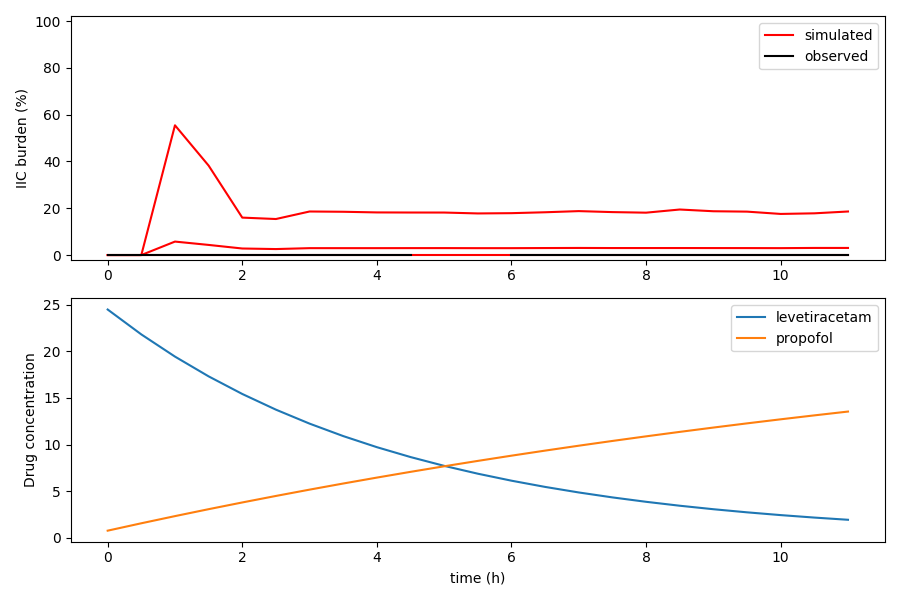 100
80
60
40
20
0
IIC burden (%)
simulated
observed
0 2 4 6 8 10
25
20
15
10
5
0
Drug concentration
levetiracetam
propofol
0 2 4 6 8 10
time (h)